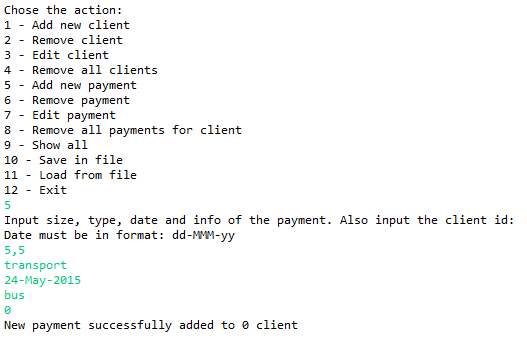 Chose the action:
1 - Add new client
2 - Remove client
3 - Edit client
4 - Remove all clients
5 - Add new payment
6 - Remove payment
7 - Edit payment
8 - Remove all payments for client
9 - Show all
10 - Save in file
11 - Load from file
12 - Exit
5
Input size, type, date and info of the payment. Also input the client id:
Date must be in format: dd-MMM-yy
5,5
transport
24-May-2015
bus
0
New payment successfully added to 0 client